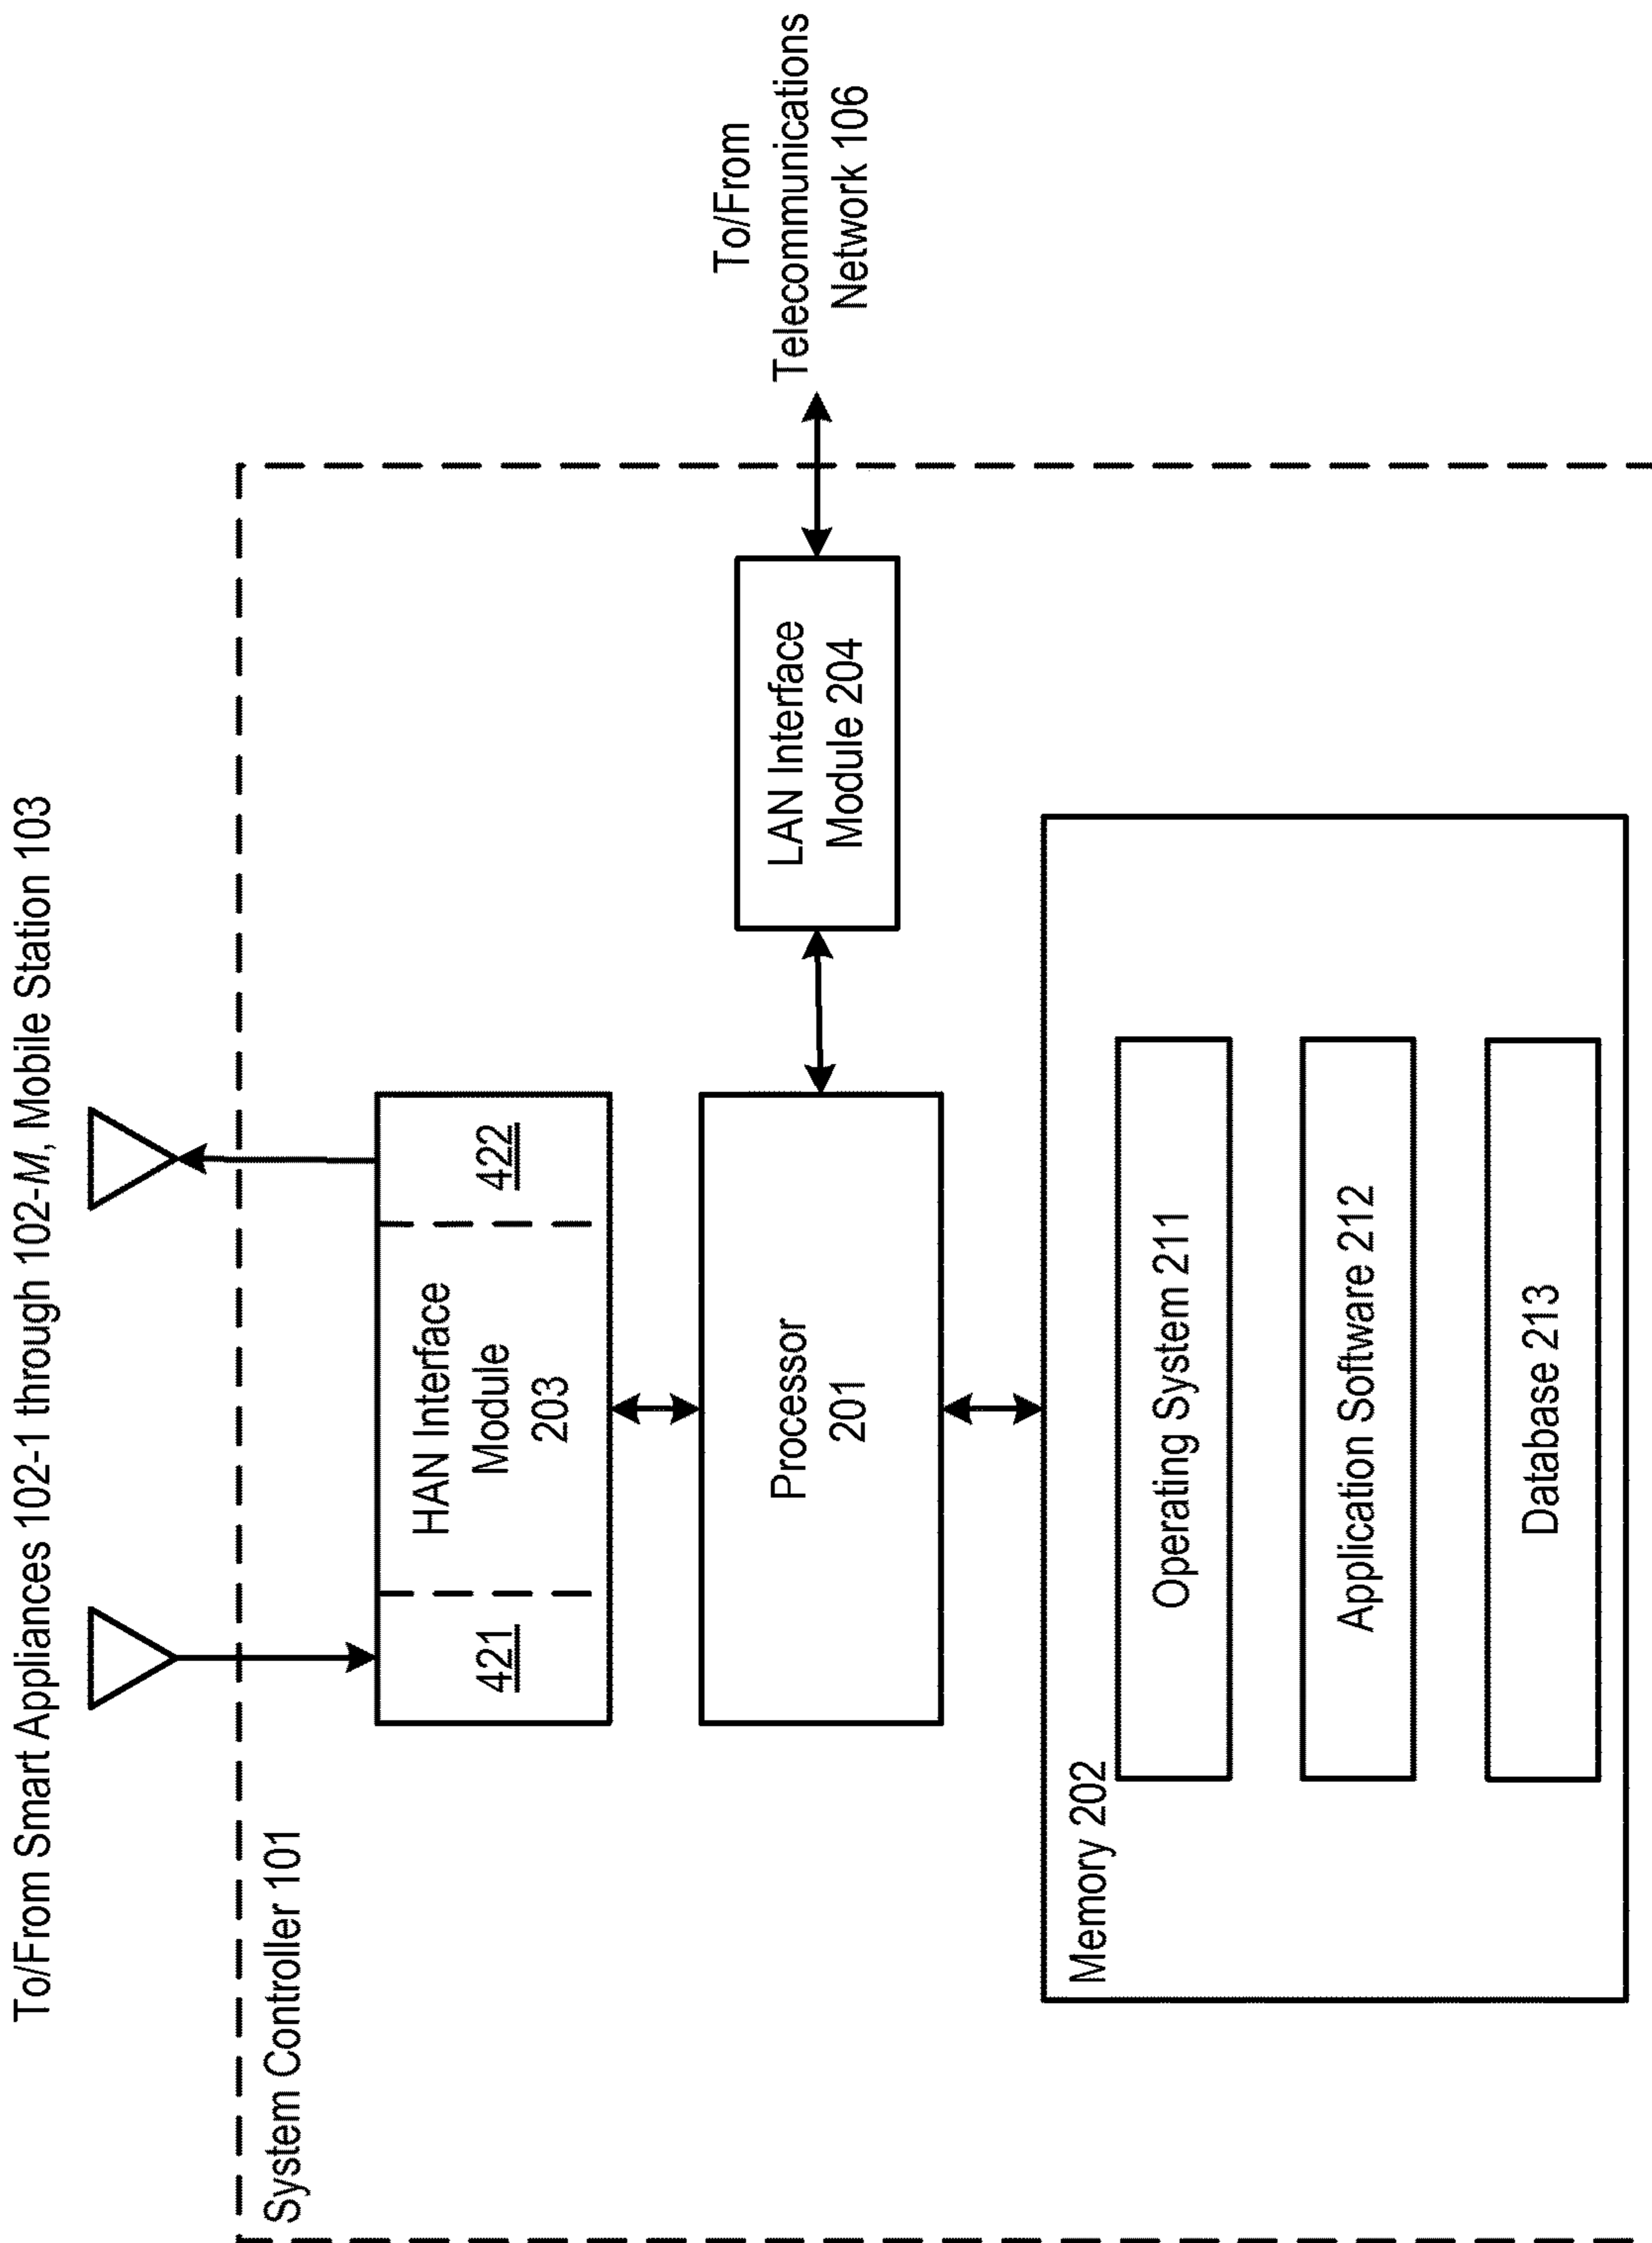 To/From Smart Appliances 102-1 through 102-M, Mobile Station 103
System Controller 101
421
HAN Interface
Module
203
422
Processor
201
LAN Interface
Module 204
To/From
Telecommunications
Network 106
Memory 202
Operating System 211
Application Software 212
Database 213